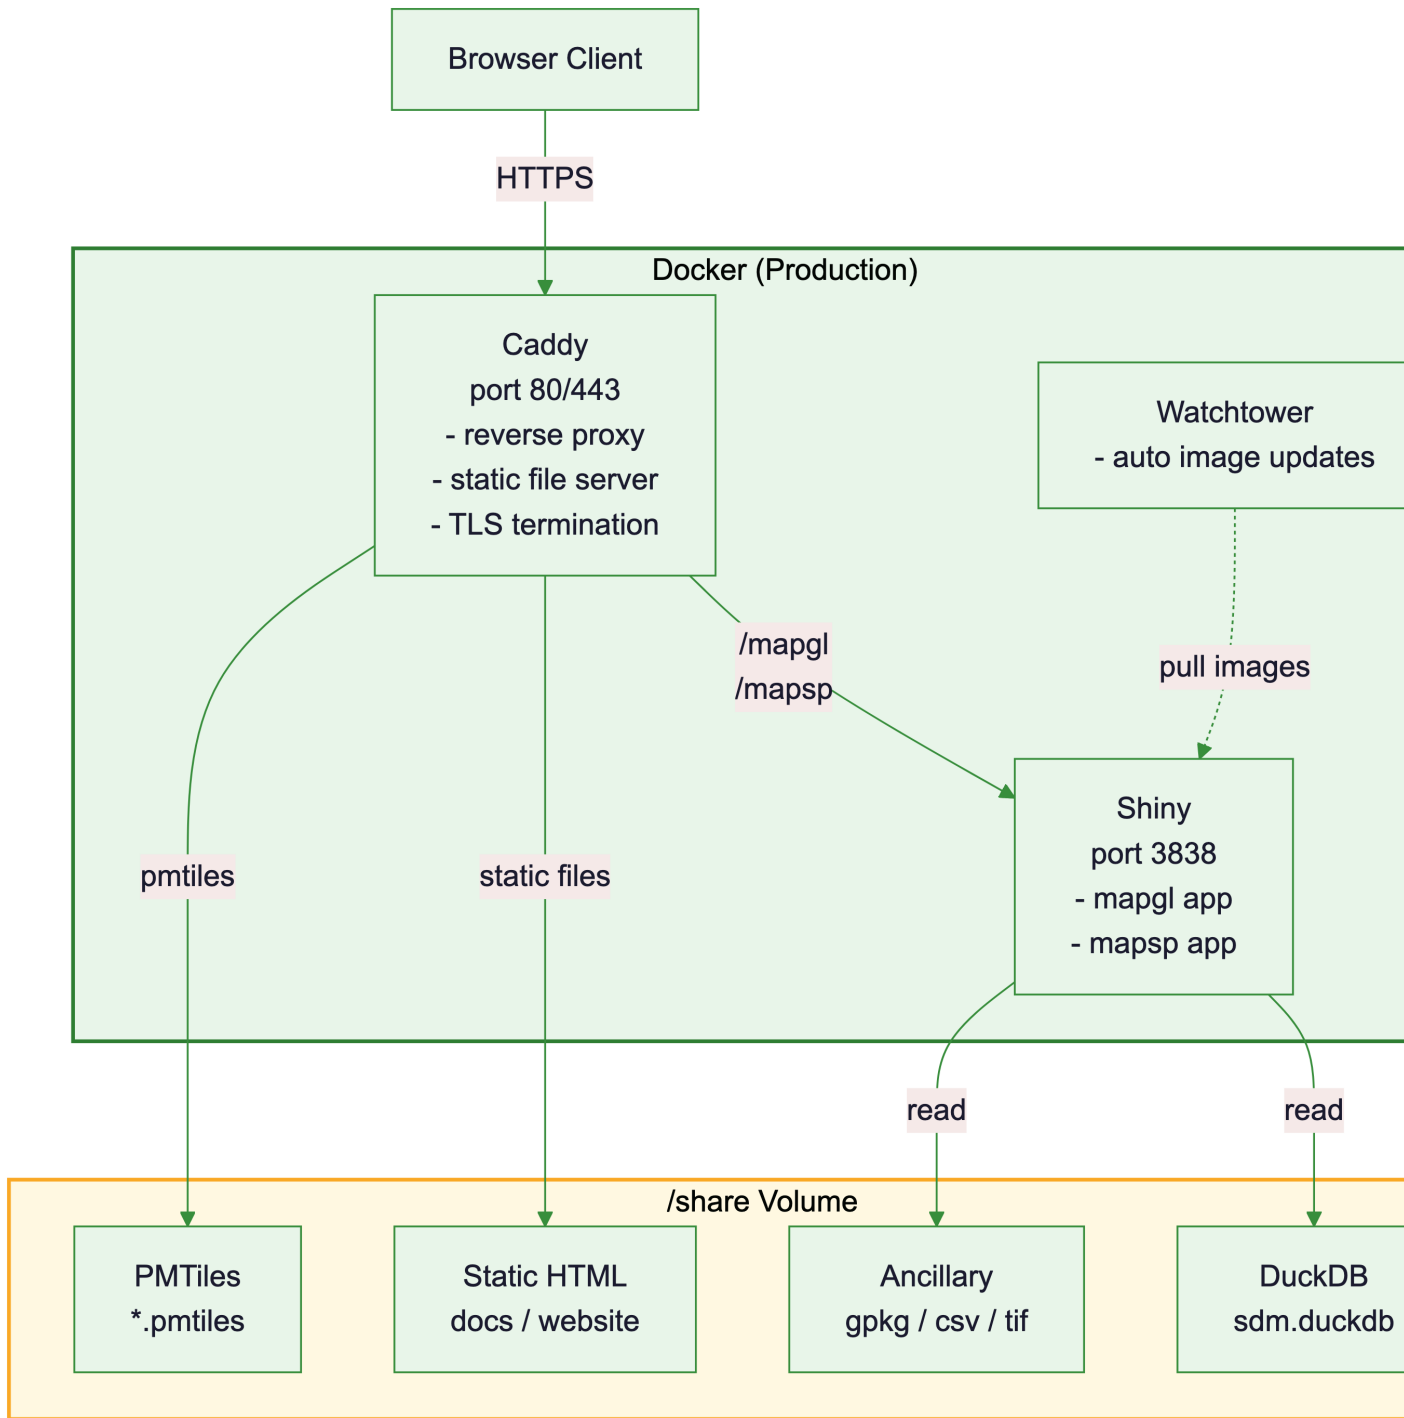 Browser Client
HTTPS
Docker (Production)
Caddy
port 80/443
- reverse proxy
- static file server
- TLS termination
Watchtower
- auto image updates
/mapgl
/mapsp
pull images
Shiny
port 3838
- mapgl app
- mapsp app
pmtiles
static files
read
read
/share Volume
PMTiles
*.pmtiles
Static HTML
docs / website
Ancillary
gpkg / csv / tif
DuckDB
sdm.duckdb